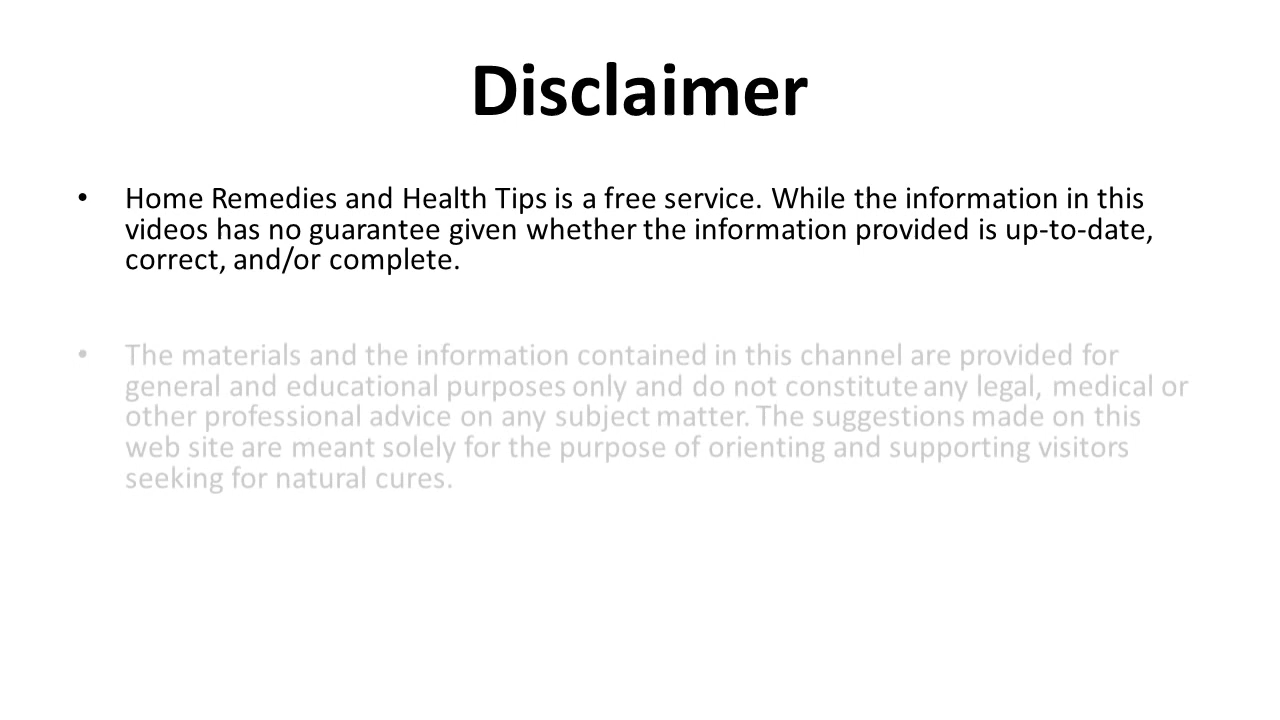 Disclaimer
• Home Remedies and Health Tips is a free service. While the information in this
videos has no guarantee given whether the information provided is up-to-date,
correct, and/or complete.
• The materials and the information contained in this channel are provided for
general and educational purposes only and do not constitute any legal, medical or
other professional advice on any subject matter. The suggestions made on this
web site are meant solely for the purpose of orienting and supporting visitors
seeking for natural cures.